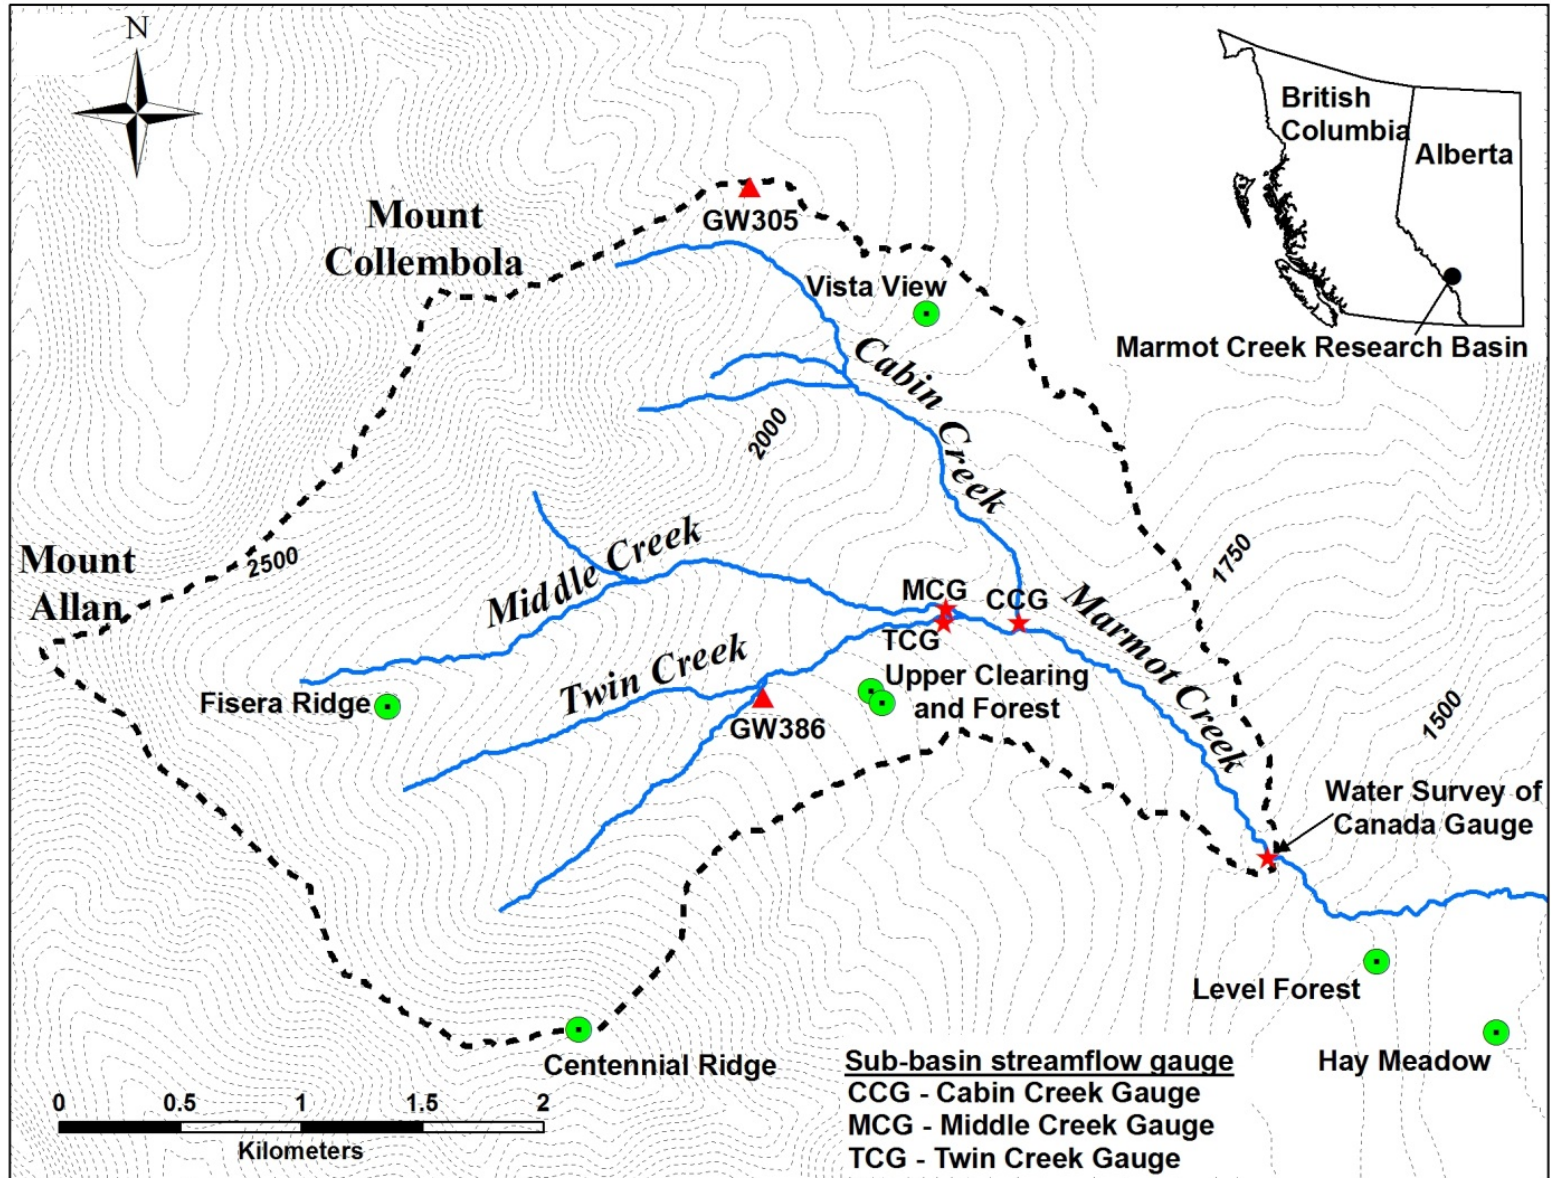 N
British
Columbia
Alberta
Marmot Creek Research Basin
Mount
Collembola
GW305
Vista View
Cabin Creek
2000
Mount
Allan
2500
Middle Creek
1750
MCG
CCG
TCG
Marmot Creek
Twin Creek
Upper Clearing
and Forest
Fisera Ridge
GW386
1500
Water Survey of
Canada Gauge
Level Forest
Hay Meadow
Centennial Ridge
0 0.5 1 1.5 2
Kilometers
Sub-basin streamflow gauge
CCG - Cabin Creek Gauge
MCG - Middle Creek Gauge
TCG - Twin Creek Gauge